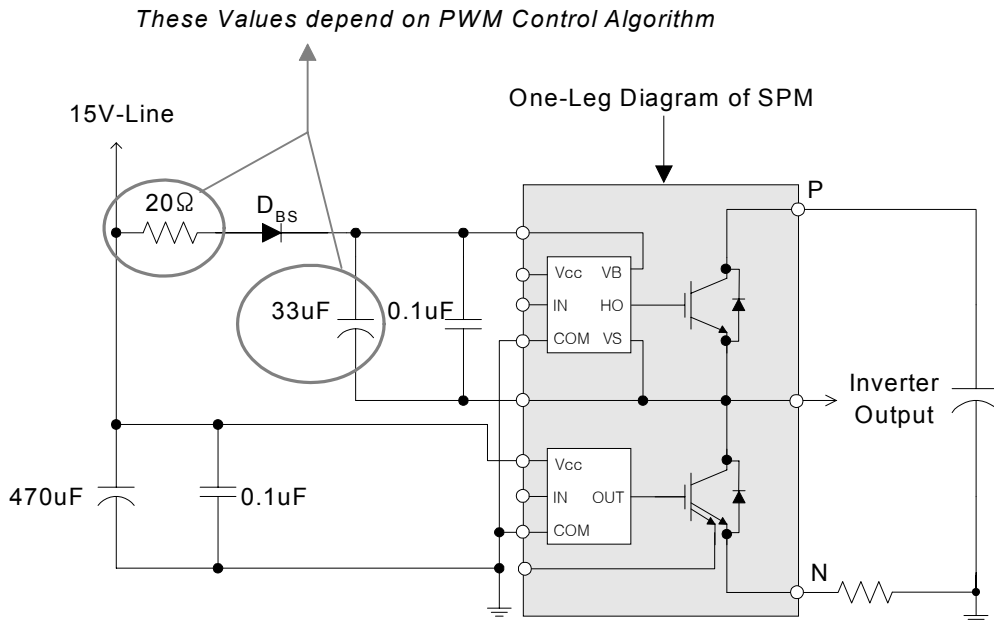 These Values depend on PWM Control Algorithm
One-Leg Diagram of SPM
15V-Line
P
20Ω
DBS
Vcc VB
33uF
0.1uF
IN HO
COM VS
Inverter
Output
Vcc
470uF
0.1uF
IN OUT
COM
N